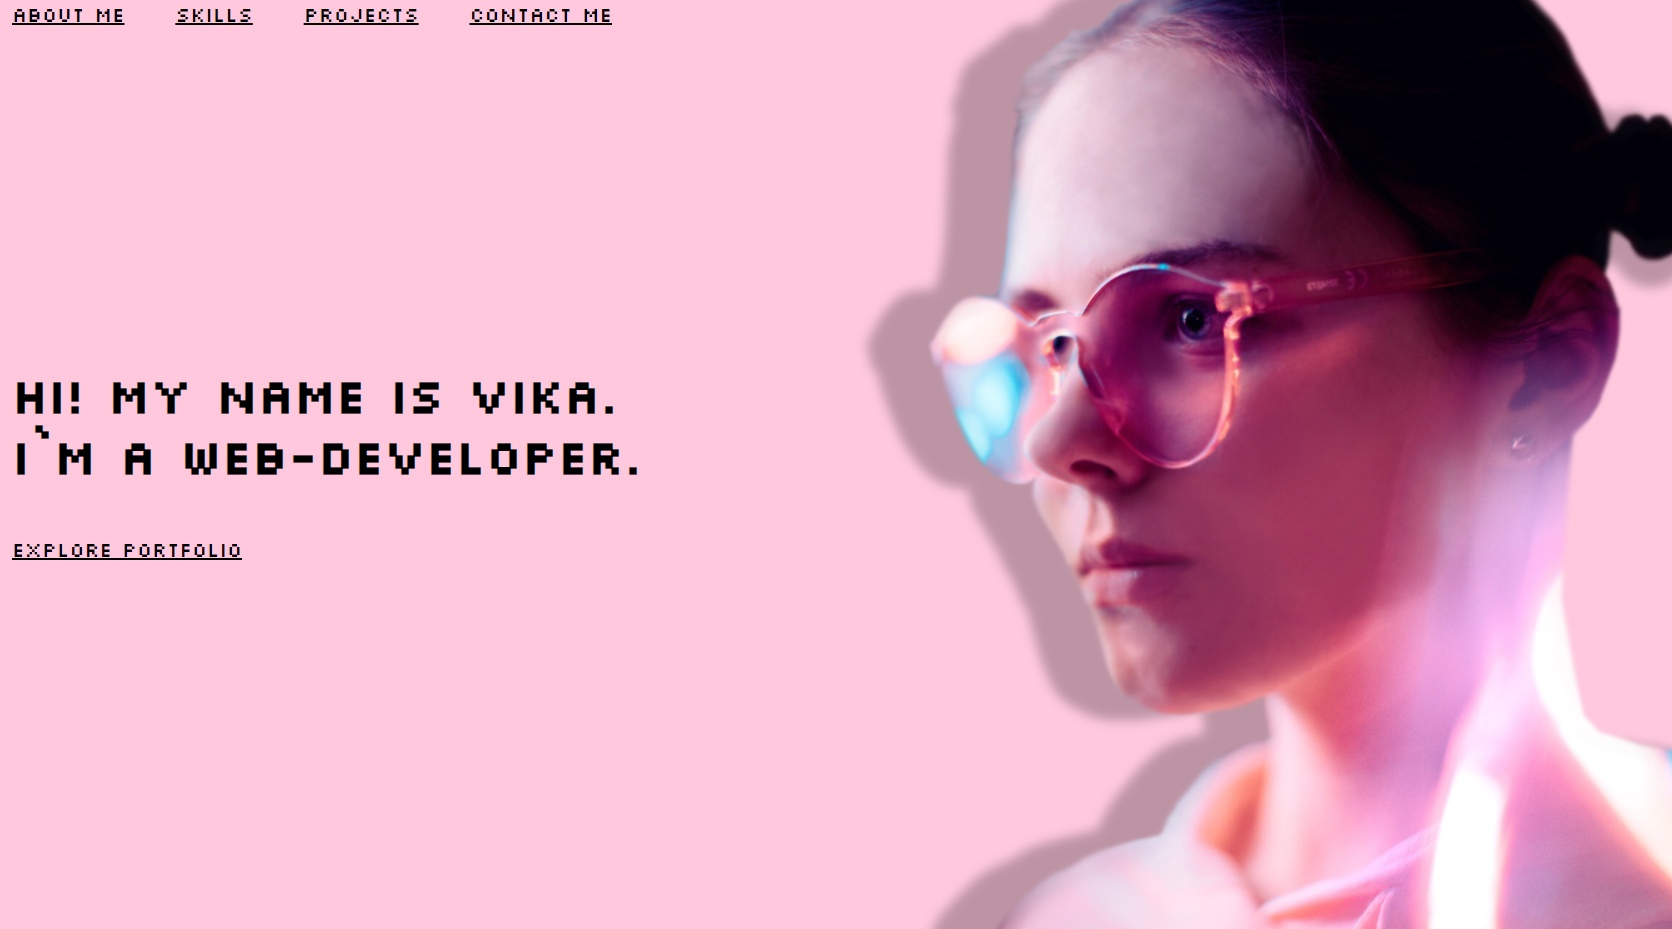 ABOUT ME SKILLS PROJECTS CONTACT ME
HI! MY NAME IS VIKA.
I`M A WEB-DEVELOPER.
EXPLORE PORTFOLIO